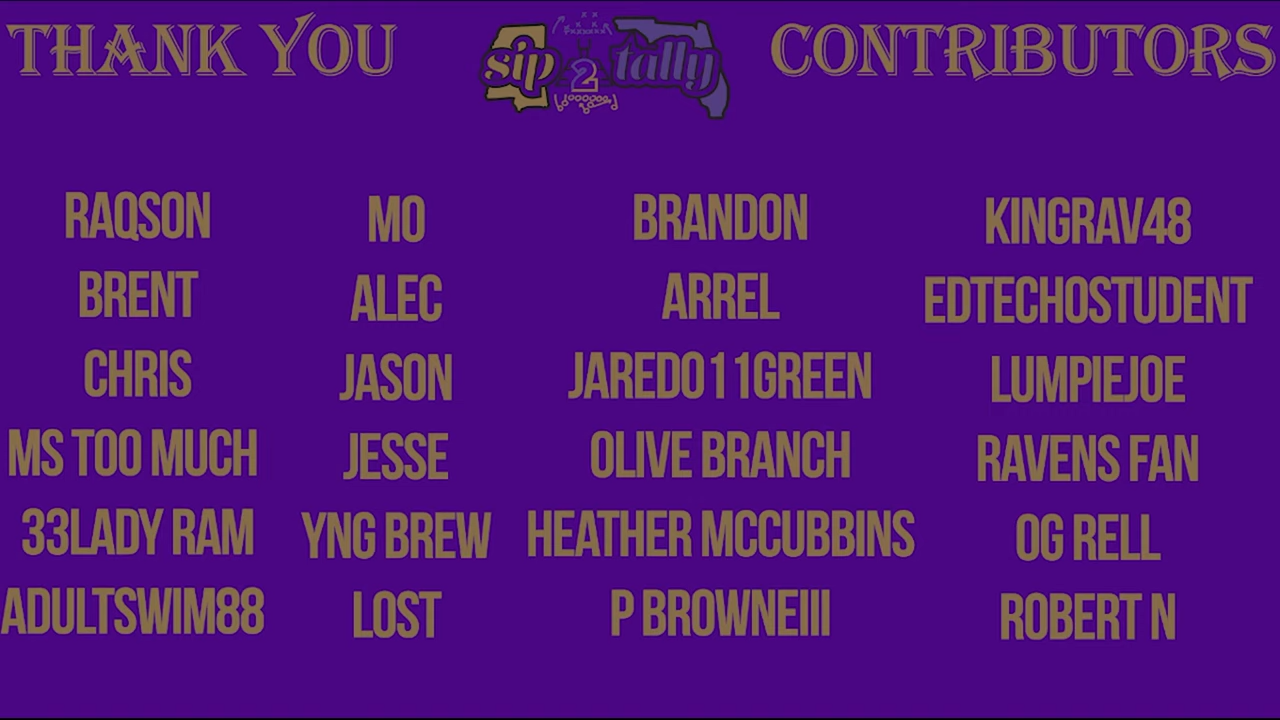 THANK YOU
sip 2 tally
CONTRIBUTORS
RAQSON
BRENT
CHRIS
MS TOO MUCH
33LADY RAM
ADULTSWIM88
MO
ALEC
JASON
JESSE
YNG BREW
LOST
BRANDON
ARREL
JAREDO11GREEN
OLIVE BRANCH
HEATHER MCCUBBINS
P BROWNEIII
KINGRAV48
EDTECHOSTUDENT
LUMPIEJOE
RAVENS FAN
OG RELL
ROBERT N